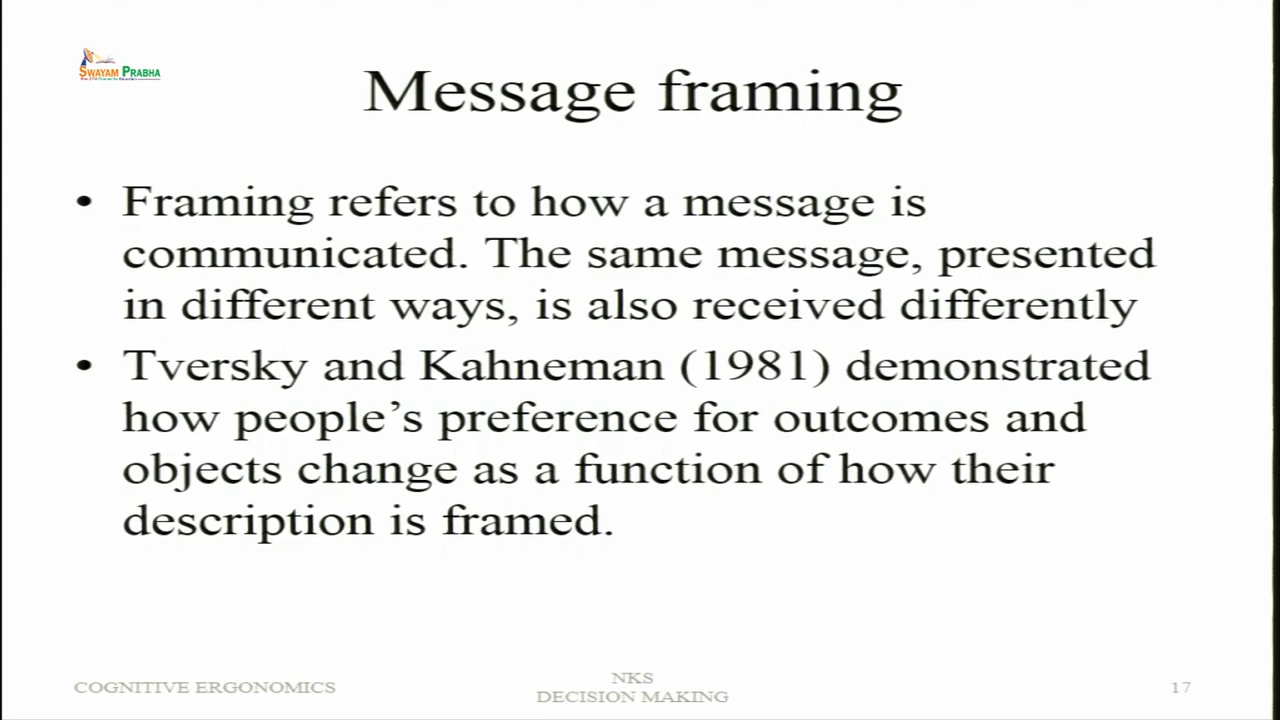 SWAYAM PRABHA
Message framing
• Framing refers to how a message is
communicated. The same message, presented
in different ways, is also received differently
• Tversky and Kahneman (1981) demonstrated
how people's preference for outcomes and
objects change as a function of how their
description is framed.
COGNITIVE ERGONOMICS
NKS
DECISION MAKING
17